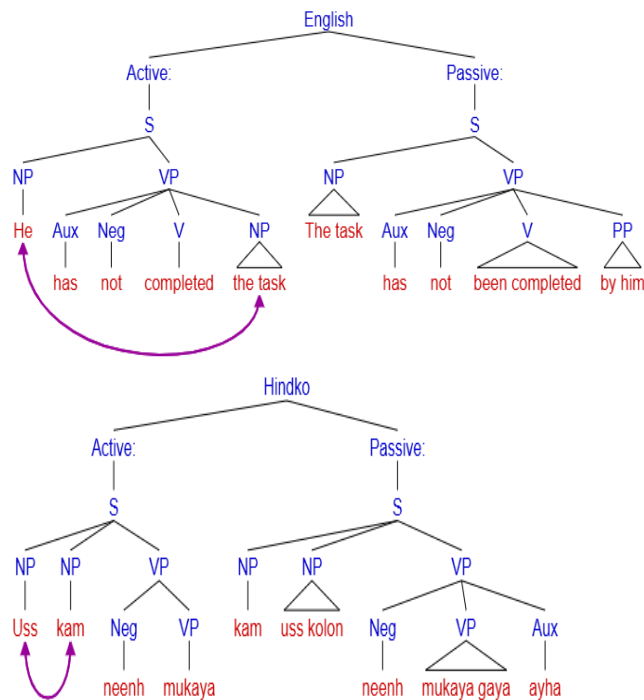 English
Active: Passive:
S S
NP VP NP VP
He Aux Neg V NP The task Aux Neg V PP
has not completed the task has not been completed by him
Hindko
Active: Passive:
S S
NP NP VP NP NP VP
Uss kam Neg VP kam uss kolon Neg VP Aux
neenh mukaya neenh mukaya gaya ayha